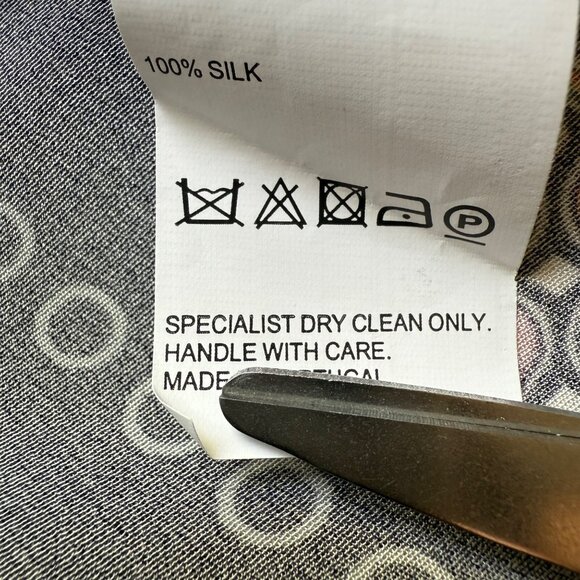 100% SILK
P
SPECIALIST DRY CLEAN ONLY.
HANDLE WITH CARE.
MADE